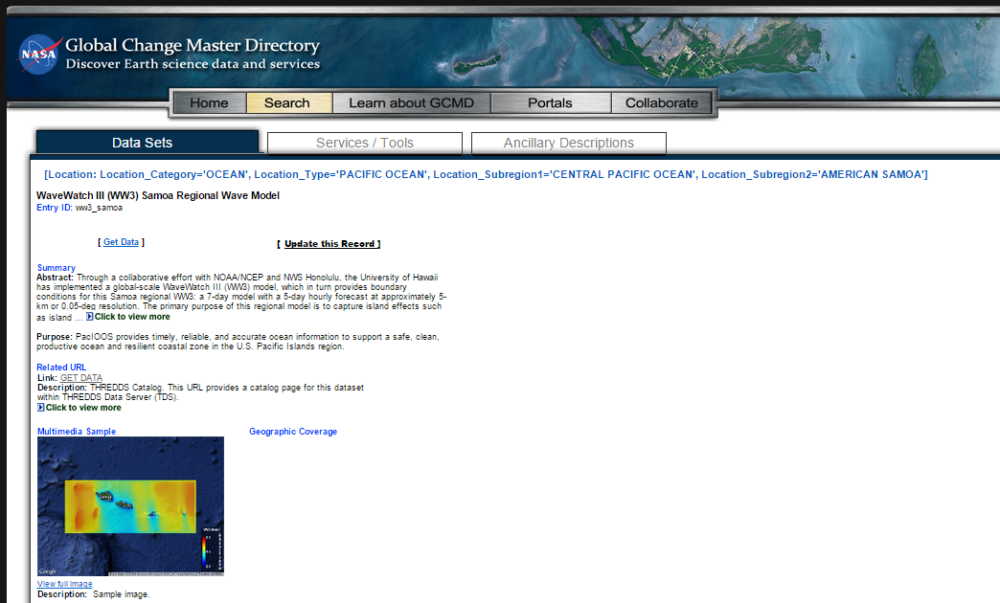 NASA
Global Change Master Directory
Discover Earth science data and services
Home Search Learn about GCMD Portals Collaborate
Data Sets Services / Tools Ancillary Descriptions
[Location: Location_Category='OCEAN', Location_Type='PACIFIC OCEAN', Location_Subregion1='CENTRAL PACIFIC OCEAN', Location_Subregion2='AMERICAN SAMOA']
WaveWatch III (WW3) Samoa Regional Wave Model
Entry ID: ww3_samoa
[ Get Data ] [ Update this Record ]
Summary
Abstract: Through a collaborative effort with NOAA/NCEP and NWS Honolulu, the University of Hawaii
has implemented a global-scale WaveWatch III (WW3) model, which in turn provides boundary
conditions for this Samoa regional WW3: a 7-day model with a 5-day hourly forecast at approximately 5-
km or 0.05-deg resolution. The primary purpose of this regional model is to capture island effects such
as island ... Click to view more
Purpose: PacIOOS provides timely, reliable, and accurate ocean information to support a safe, clean,
productive ocean and resilient coastal zone in the U.S. Pacific Islands region.
Related URL
Link: GET DATA
Description: THREDDS Catalog. This URL provides a catalog page for this dataset
within THREDDS Data Server (TDS).
Click to view more
Multimedia Sample Geographic Coverage
Google
View full image
Description: Sample image.